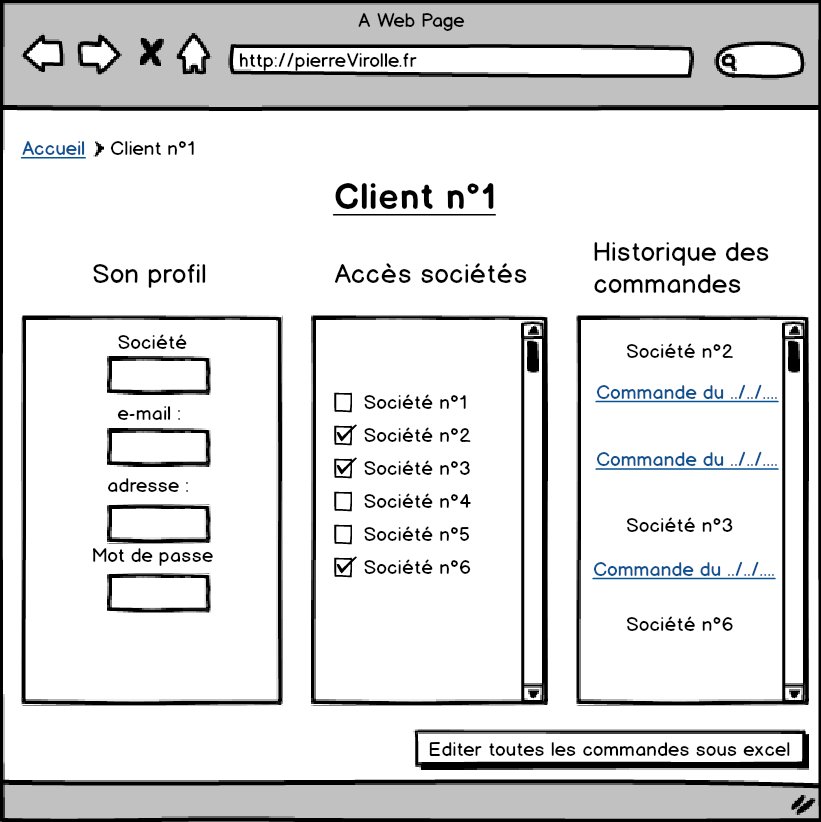 A Web Page
http://pierreVirolle.fr
Accueil Client n°1
Client n°1
Son profil
Société
e-mail :
adresse :
Mot de passe
Accès sociétés
Société n°1
Société n°2
Société n°3
Société n°4
Société n°5
Société n°6
Historique des
commandes
Société n°2
Commande du ../../....
Commande du ../../....
Société n°3
Commande du ../../....
Société n°6
Editer toutes les commandes sous excel